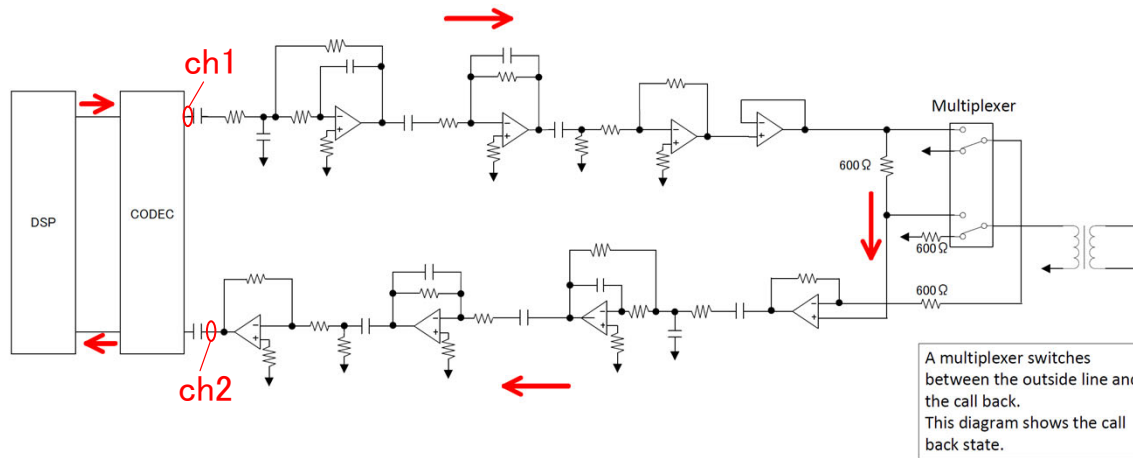 ch1
Multiplexer
600Ω
DSP
CODEC
600Ω
600Ω
ch2
A multiplexer switches
between the outside line and
the call back.
This diagram shows the call
back state.